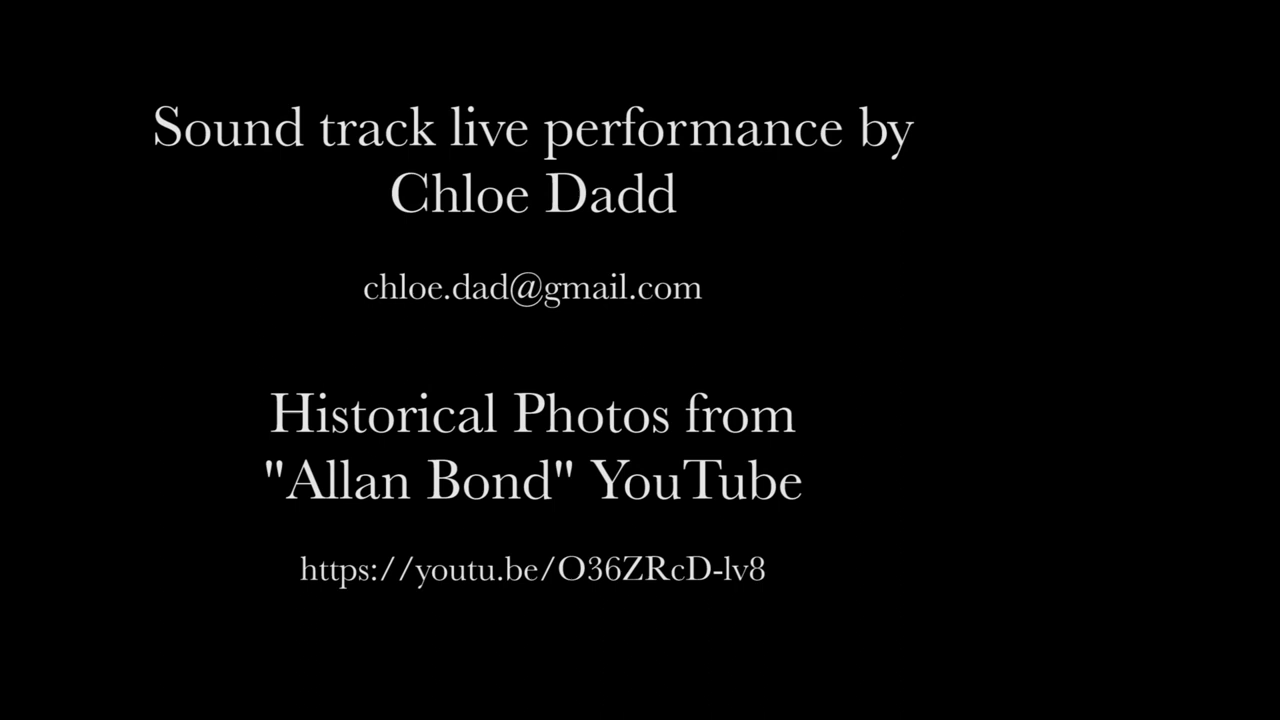 Sound track live performance by
Chloe Dadd
chloe.dad@gmail.com
Historical Photos from
"Allan Bond" YouTube
https://youtu.be/O36ZRcD-lv8